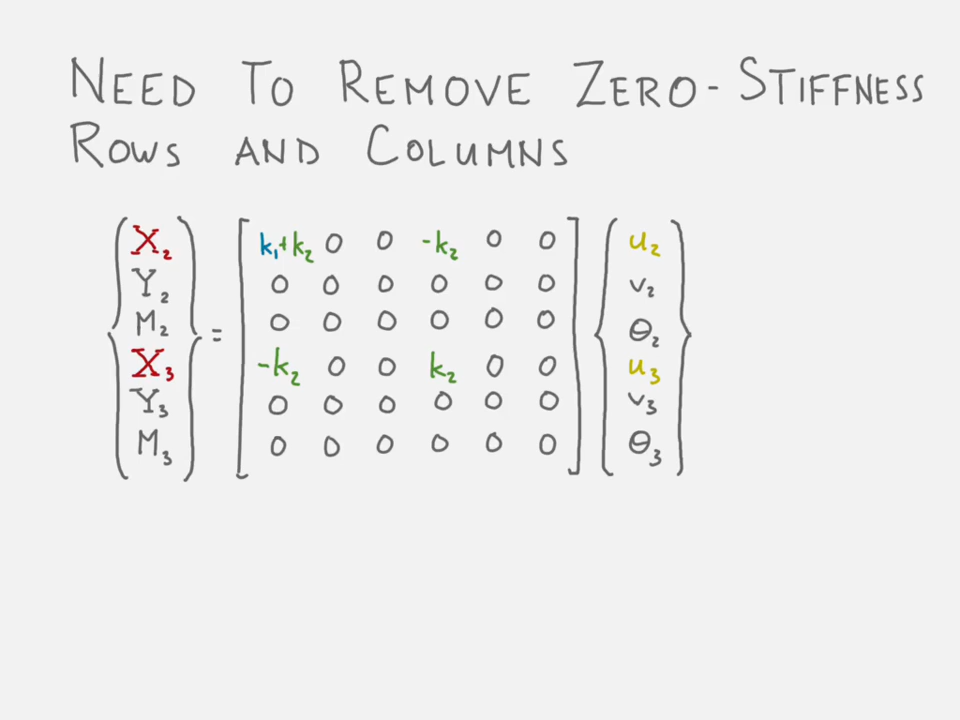 NEED TO REMOVE ZERO-STIFFNESS
ROWS AND COLUMNS
X₂ k₁+k₂ 0 0 -k₂ 0 0 u₂
Y₂ 0 0 0 0 0 0 v₂
M₂ = 0 0 0 0 0 0 θ₂
X₃ -k₂ 0 0 k₂ 0 0 u₃
Y₃ 0 0 0 0 0 0 v₃
M₃ 0 0 0 0 0 0 θ₃